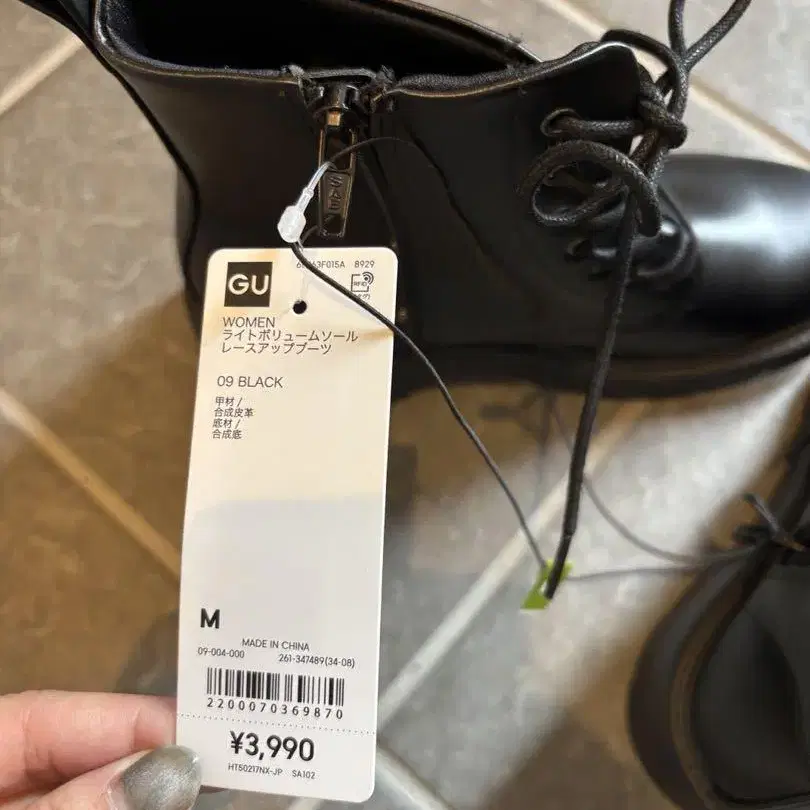 GU
8929
RFID
WOMEN
ライトボリュームソール
レースアップブーツ
09 BLACK
甲材 /
合成皮革
底材 /
合成底
M
MADE IN CHINA
09-004-000 261-347489(34-08)
2200070369870
¥3,990
HT50217NX-JP SA102